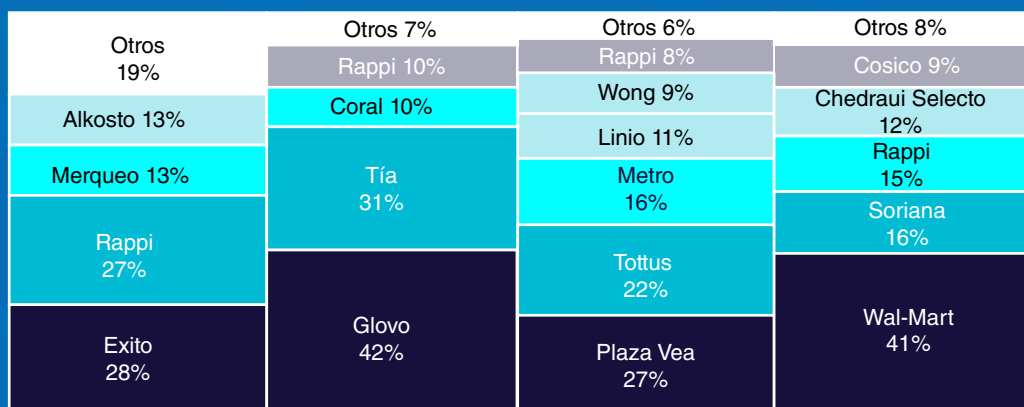 Otros
19%
Alkosto 13%
Merqueo 13%
Rappi
27%
Exito
28%
Otros 7%
Rappi 10%
Coral 10%
Tía
31%
Glovo
42%
Otros 6%
Rappi 8%
Wong 9%
Linio 11%
Metro
16%
Tottus
22%
Plaza Vea
27%
Otros 8%
Cosico 9%
Chedraui Selecto
12%
Rappi
15%
Soriana
16%
Wal-Mart
41%